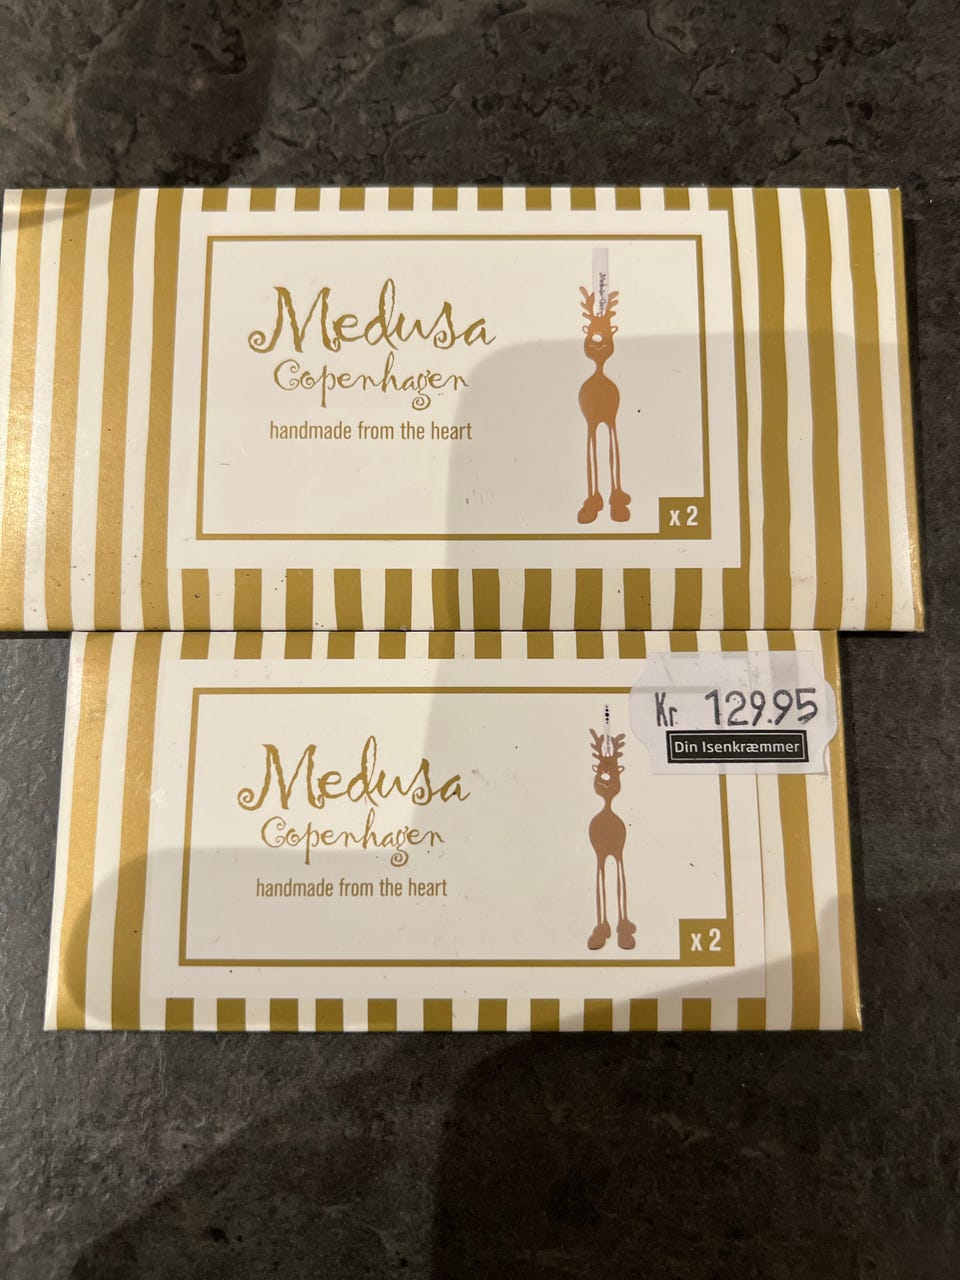 Medusa
Copenhagen
handmade from the heart
x 2
Kr 129.95
Din Isenkræmmer
Medusa
Copenhagen
handmade from the heart
x 2